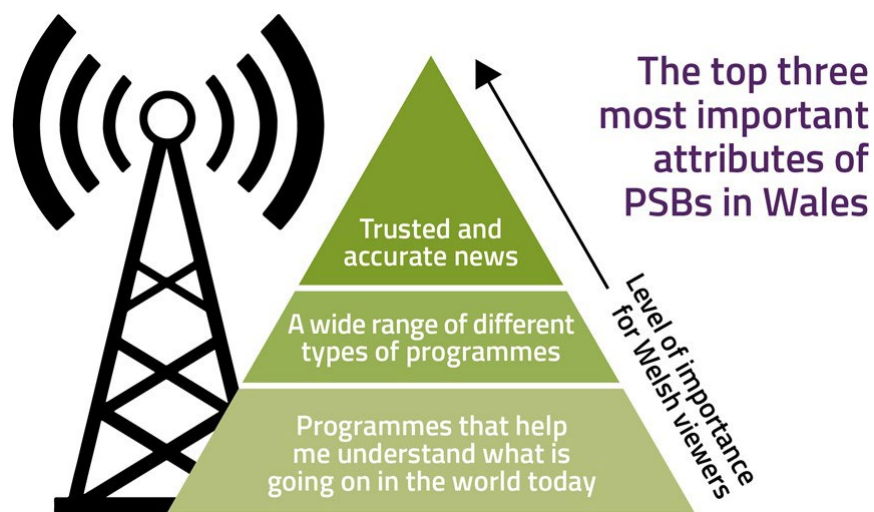 The top three
most important
attributes of
PSBs in Wales
Trusted and
accurate news
A wide range of different
types of programmes
Programmes that help
me understand what is
going on in the world today
Level of importance
for Welsh viewers